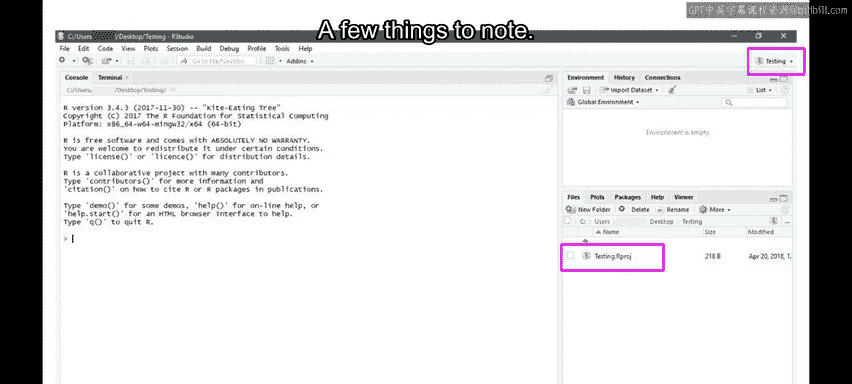 GPT中英字幕课程资源@bilibili.com
A few things to note.
C:/Users/ /Desktop/Testing - RStudio
File Edit Code View Plots Session Build Debug Profile Tools Help
Go to file/function Addins Testing
Console Terminal
C:/Users/ /Desktop/Testing/
R version 3.4.3 (2017-11-30) -- "Kite-Eating Tree"
Copyright (C) 2017 The R Foundation for Statistical Computing
Platform: x86_64-w64-mingw32/x64 (64-bit)
R is free software and comes with ABSOLUTELY NO WARRANTY.
You are welcome to redistribute it under certain conditions.
Type 'license()' or 'licence()' for distribution details.
R is a collaborative project with many contributors.
Type 'contributors()' for more information and
'citation()' on how to cite R or R packages in publications.
Type 'demo()' for some demos, 'help()' for on-line help, or
'help.start()' for an HTML browser interface to help.
Type 'q()' to quit R.
>
Environment History Connections
Import Dataset List
Global Environment
Environment is empty
Files Plots Packages Help Viewer
New Folder Delete Rename More
C: Users Desktop Testing
Name Size Modified
..
Testing.Rproj 218 B Apr 20, 2018, 1: